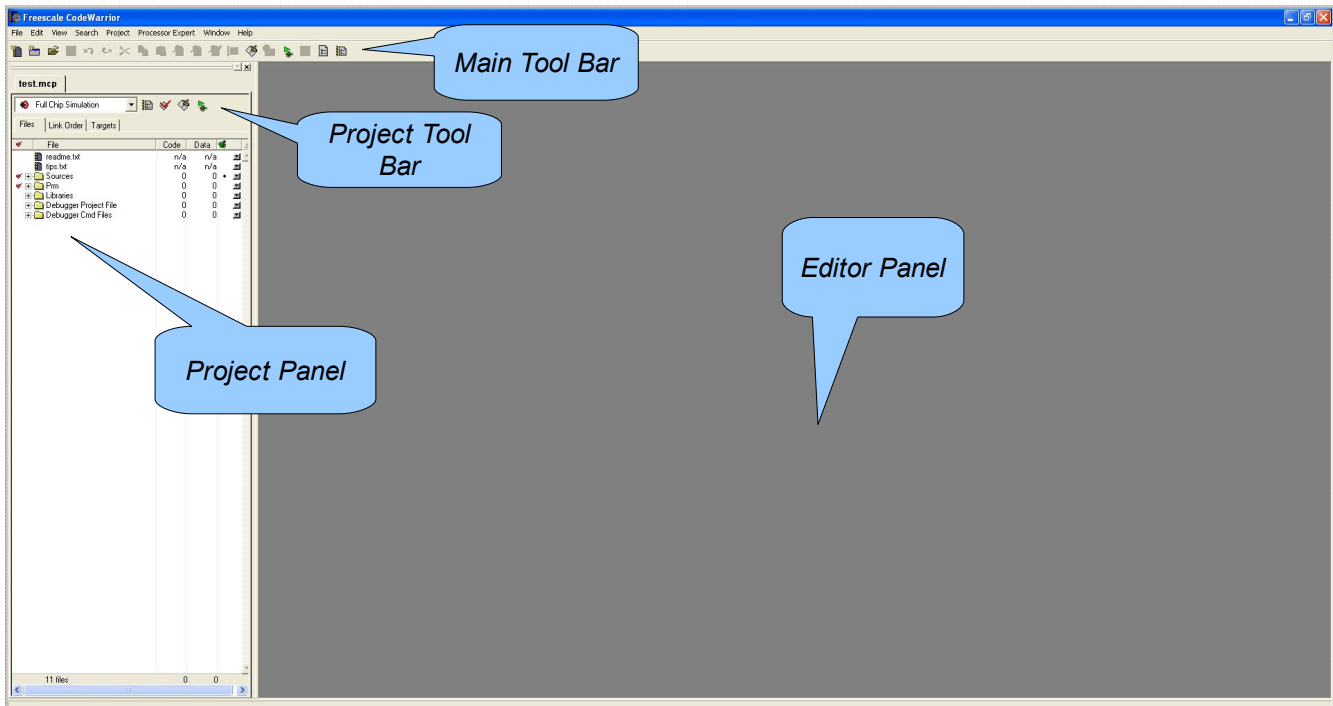 Freescale CodeWarrior
File Edit View Search Project Processor Expert Window Help
Main Tool Bar
test.mcp
Full Chip Simulation
Project Tool
Bar
Files Link Order Targets
File Code Data
readme.txt n/a n/a
tips.txt n/a n/a
Sources 0 0
Prm 0 0
Libraries 0 0
Debugger Project File 0 0
Debugger Cmd Files 0 0
Editor Panel
Project Panel
11 files 0 0